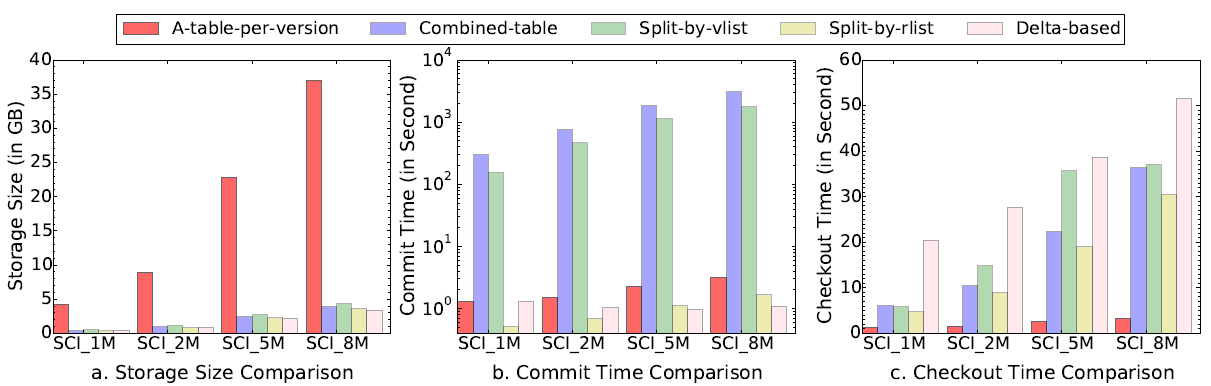 A-table-per-version Combined-table Split-by-vlist Split-by-rlist Delta-based
Storage Size (in GB)
40
35
30
25
20
15
10
5
0
SCI_1M SCI_2M SCI_5M SCI_8M
a. Storage Size Comparison
Commit Time (in Second)
10^4
10^3
10^2
10^1
10^0
SCI_1M SCI_2M SCI_5M SCI_8M
b. Commit Time Comparison
Checkout Time (in Second)
60
50
40
30
20
10
0
SCI_1M SCI_2M SCI_5M SCI_8M
c. Checkout Time Comparison